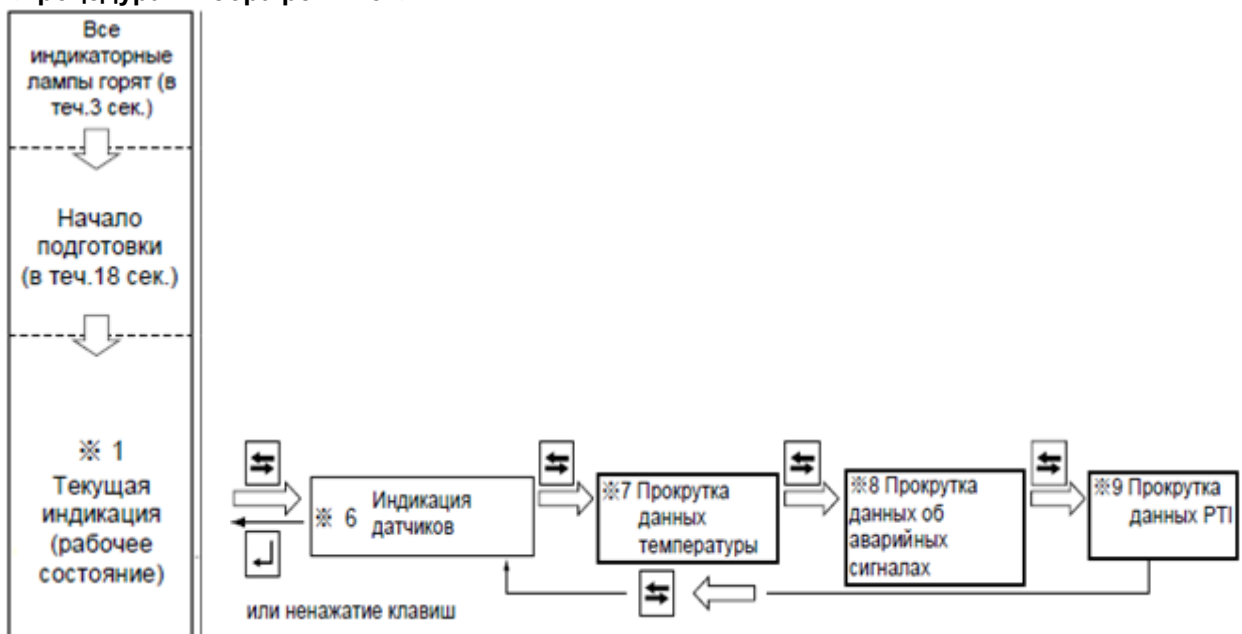 Все
индикаторные
лампы горят (в
теч.3 сек.)
Начало
подготовки
(в теч.18 сек.)
※ 1
Текущая
индикация
(рабочее
состояние)
※ 6 Индикация
датчиков
※7 Прокрутка
данных
температуры
※8 Прокрутка
данных об
аварийных
сигналах
※9 Прокрутка
данных PTI
или ненажатие клавиш